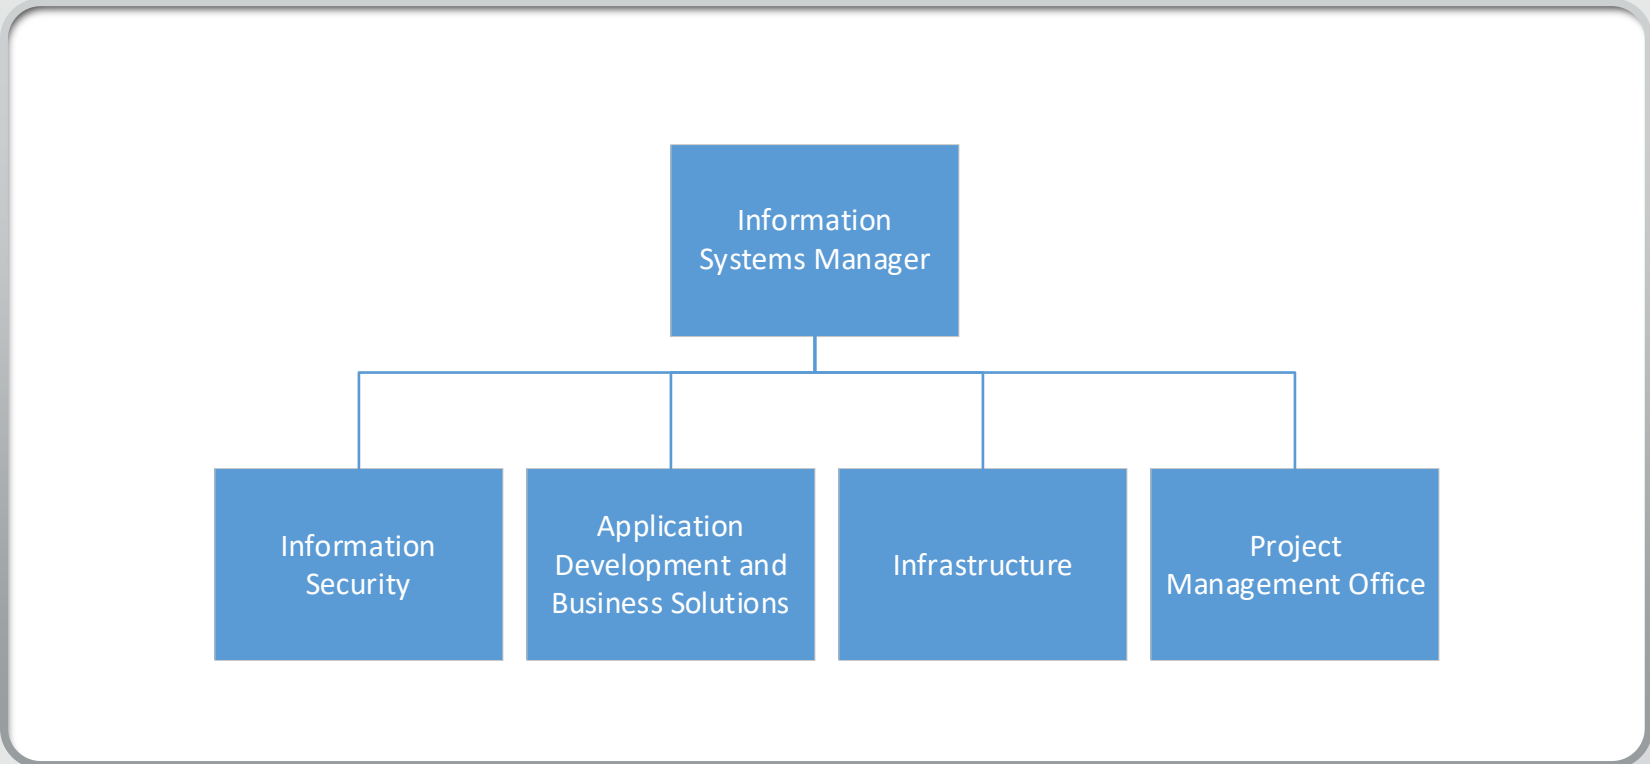 Information
Systems Manager
Information
Security
Application
Development and
Business Solutions
Infrastructure
Project
Management Office